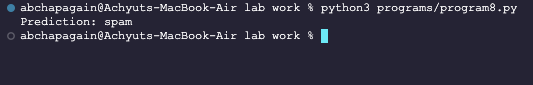 abchapagain@Achyuts-MacBook-Air lab work % python3 programs/program8.py
Prediction: spam
abchapagain@Achyuts-MacBook-Air lab work %